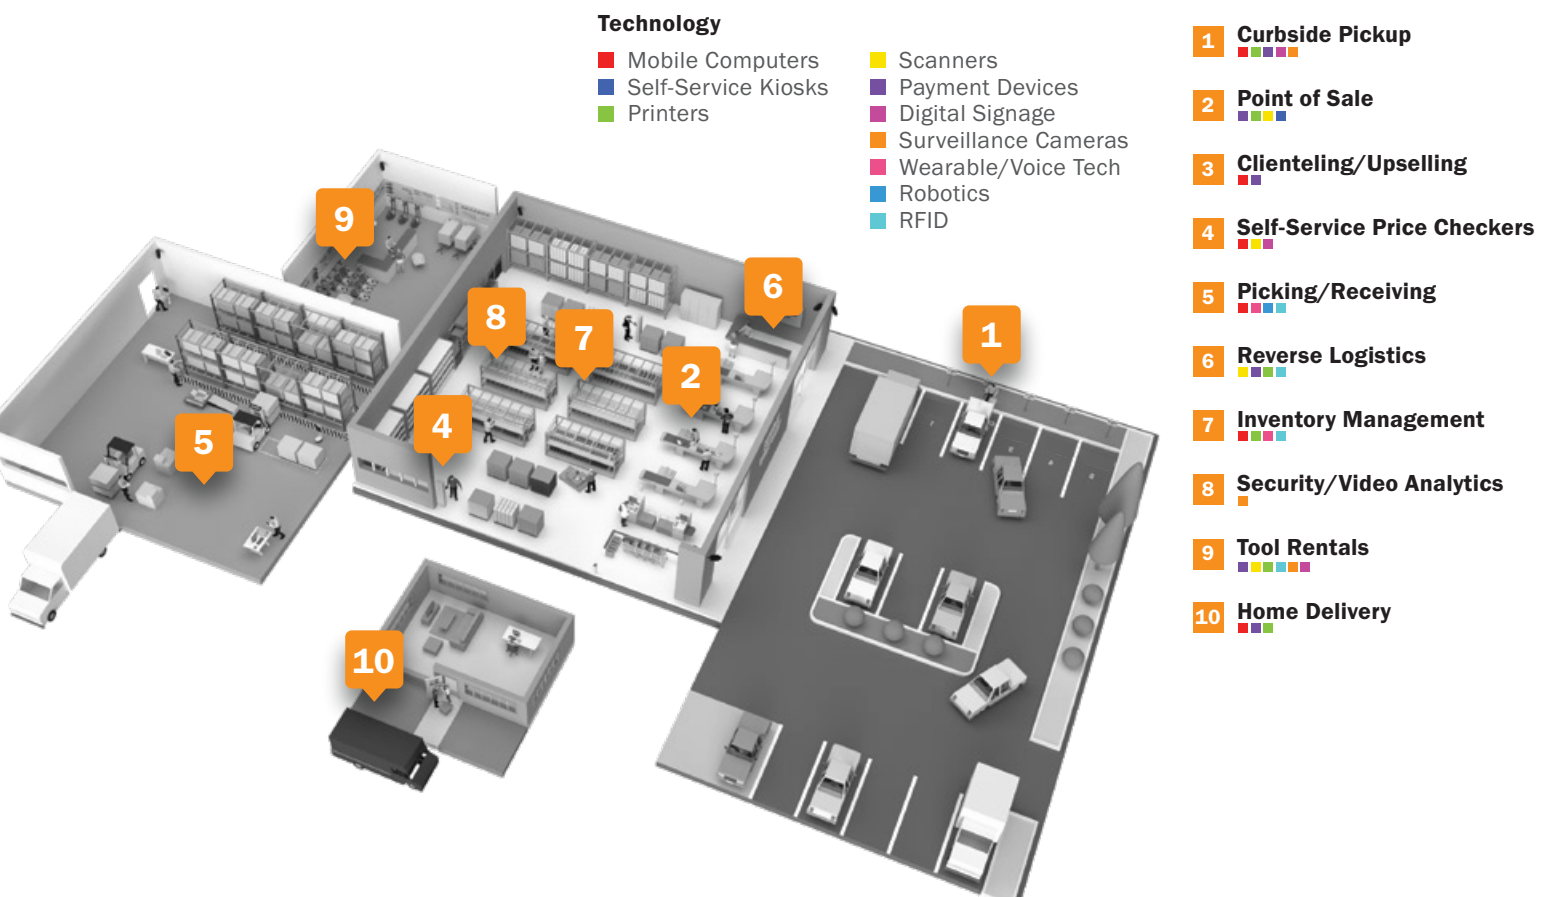 Technology
Mobile Computers
Self-Service Kiosks
Printers
Scanners
Payment Devices
Digital Signage
Surveillance Cameras
Wearable/Voice Tech
Robotics
RFID
1 Curbside Pickup
2 Point of Sale
3 Clienteling/Upselling
4 Self-Service Price Checkers
5 Picking/Receiving
6 Reverse Logistics
7 Inventory Management
8 Security/Video Analytics
9 Tool Rentals
10 Home Delivery
9
6
8
7
1
2
4
5
10